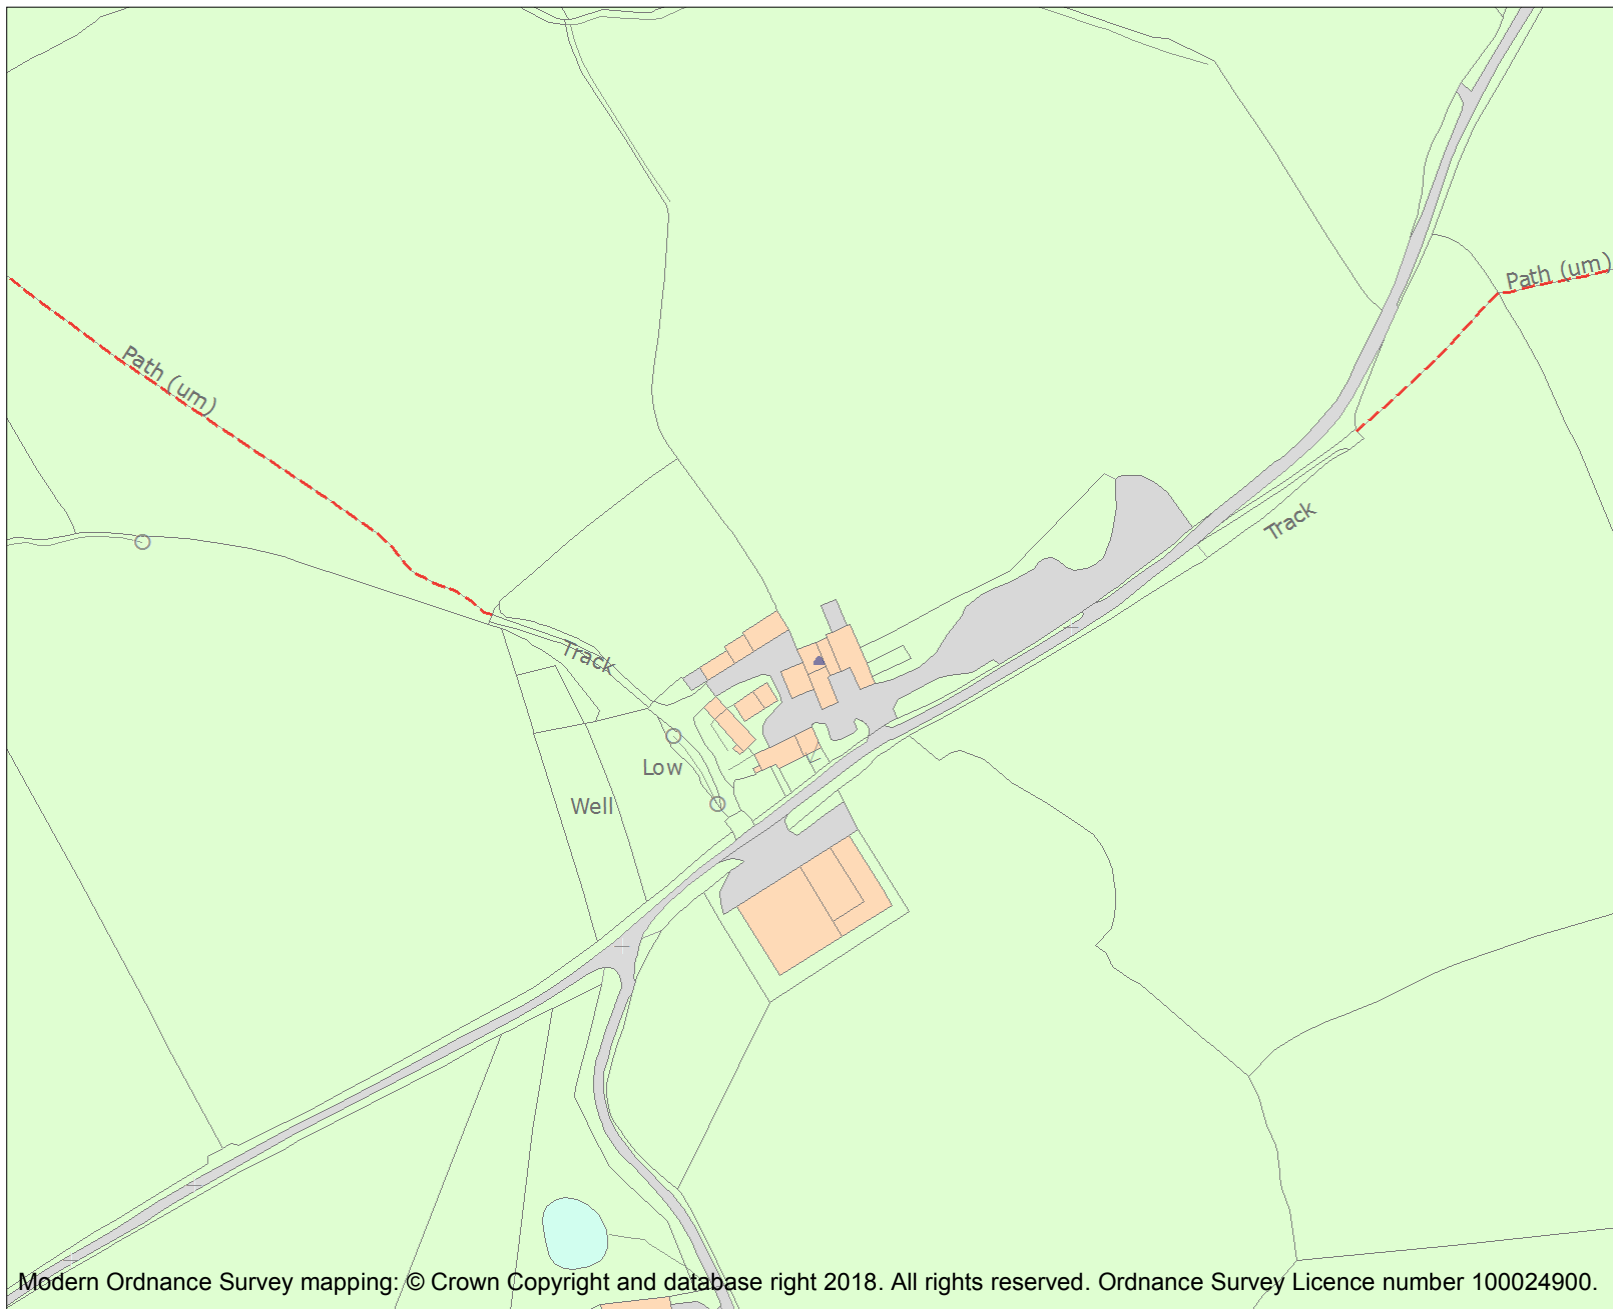 Path (um)
Path (um)
Track
Track
Low
Well
Modern Ordnance Survey mapping: © Crown Copyright and database right 2018. All rights reserved. Ordnance Survey Licence number 100024900.